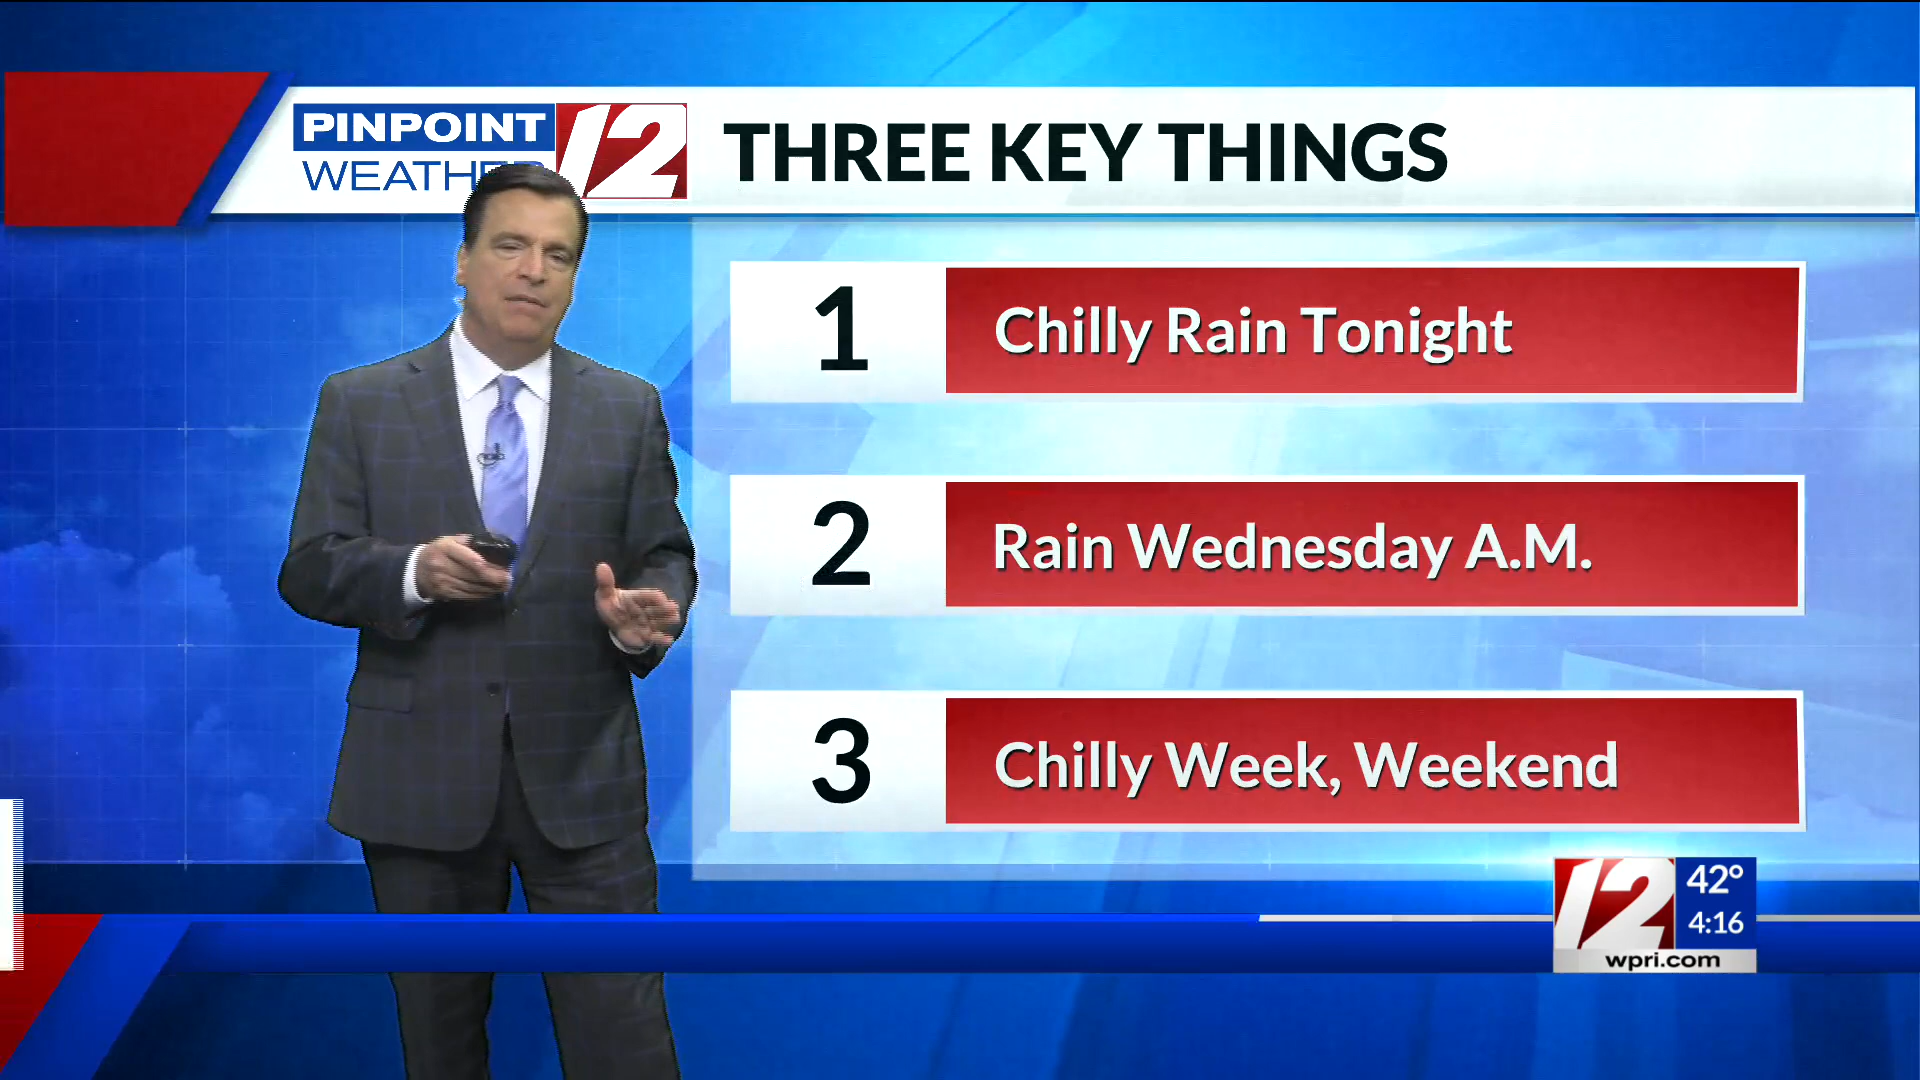 PINPOINT
WEATHER
12
THREE KEY THINGS
1
Chilly Rain Tonight
2
Rain Wednesday A.M.
3
Chilly Week, Weekend
12
42°
4:16
wpri.com